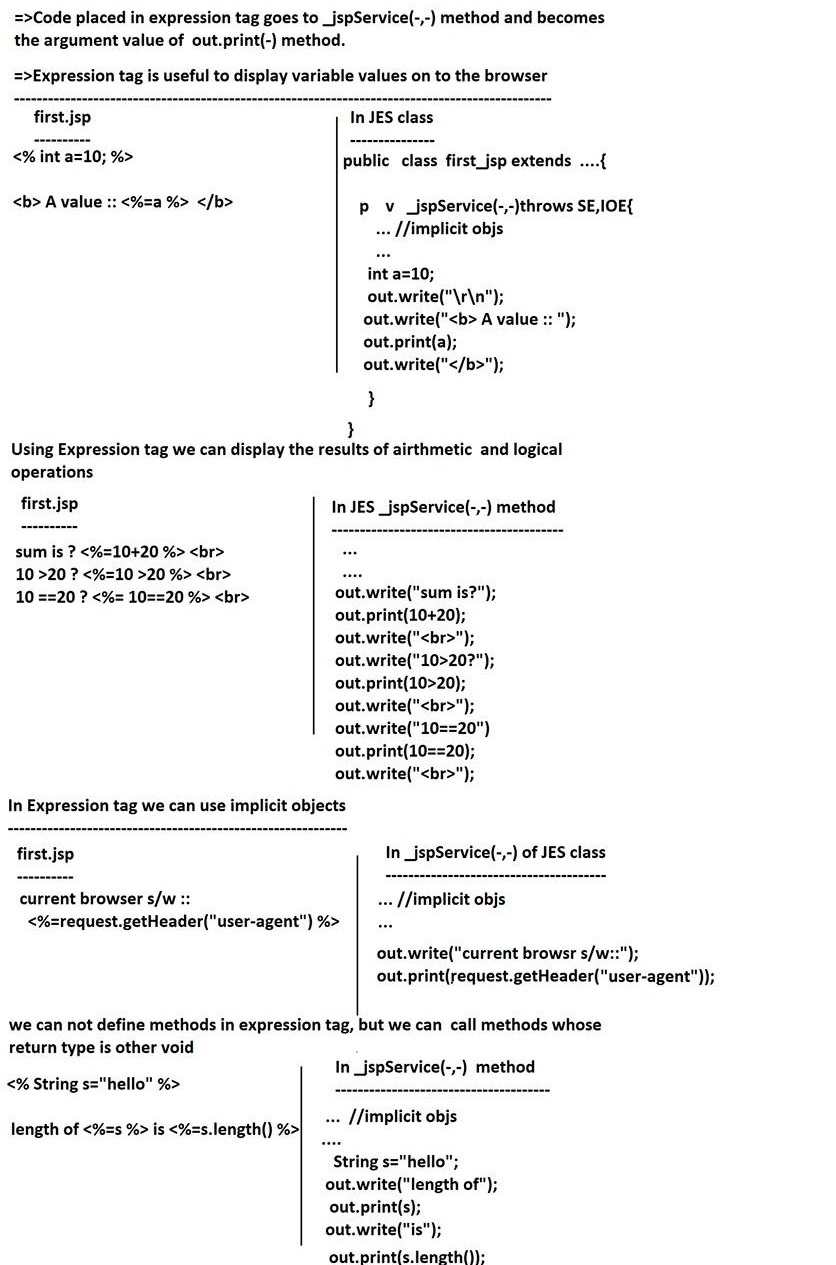 =>Code placed in expression tag goes to _jspService(-,-) method and becomes
the argument value of  out.print(-) method.
=>Expression tag is useful to display variable values on to the browser
------------------------------------------------------------------------------------------------
first.jsp
----------
<% int a=10; %>
<b> A value :: <%=a %>  </b>
In JES class
---------------
public   class  first_jsp extends  ....{
p    v   _jspService(-,-)throws SE,IOE{
... //implicit objs
...
int a=10;
out.write("\r\n");
out.write("<b> A value :: ");
out.print(a);
out.write("</b>");
}
}
Using Expression tag we can display the results of airthmetic  and logical
operations
first.jsp
----------
sum is ? <%=10+20 %> <br>
10 >20 ? <%=10 >20 %> <br>
10 ==20 ? <%= 10==20 %> <br>
In JES _jspService(-,-) method
-----------------------------------------
...
....
out.write("sum is?");
out.print(10+20);
out.write("<br>");
out.write("10>20?");
out.print(10>20);
out.write("<br>");
out.write("10==20")
out.print(10==20);
out.write("<br>");
In Expression tag we can use implicit objects
------------------------------------------------------------
first.jsp
----------
current browser s/w ::
<%=request.getHeader("user-agent") %>
In _jspService(-,-) of JES class
---------------------------------------
... //implicit objs
...
out.write("current browsr s/w::");
out.print(request.getHeader("user-agent"));
we can not define methods in expression tag, but we can  call methods whose
return type is other void
<% String s="hello" %>
length of <%=s %> is <%=s.length() %>
In _jspService(-,-)  method
--------------------------------------
...  //implicit objs
....
String s="hello";
out.write("length of");
out.print(s);
out.write("is");
out.print(s.length());